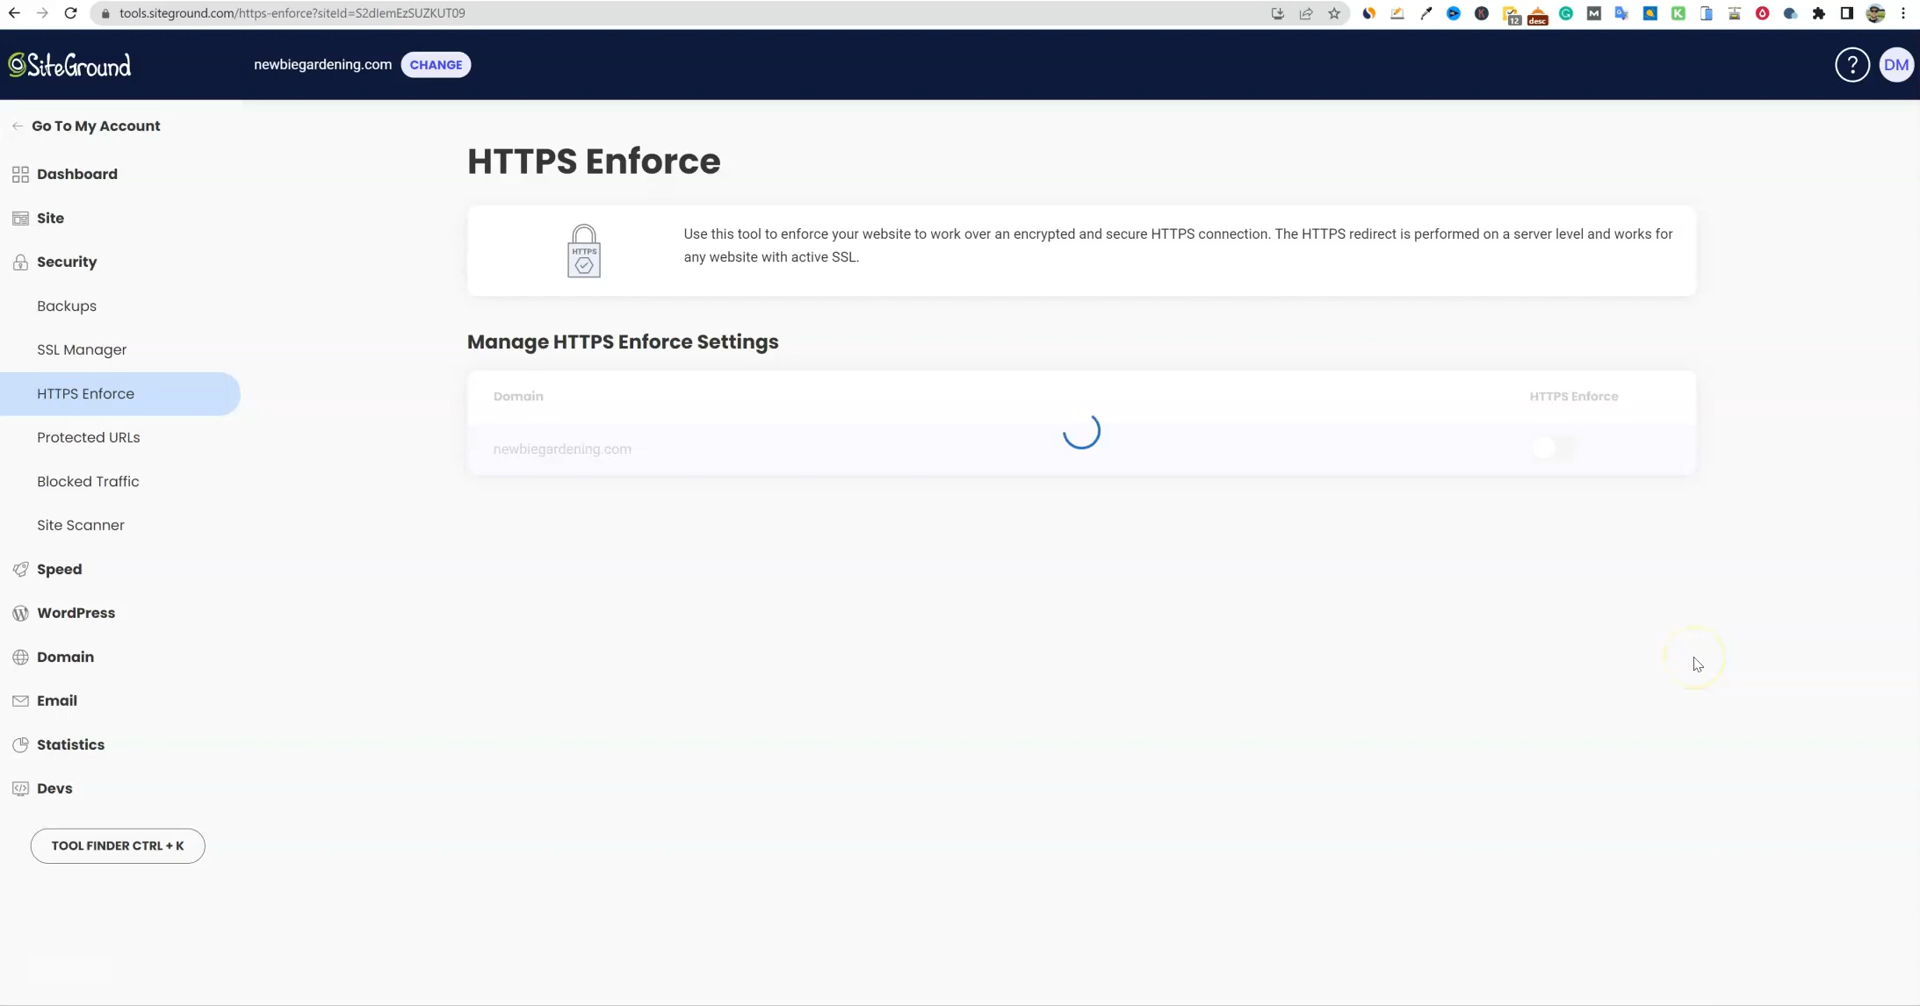 tools.siteground.com/https-enforce?siteId=S2dIemEzSUZKUT09
12
desc
SiteGround
newbiegardening.com
CHANGE
?
DM
Go To My Account
Dashboard
Site
Security
Backups
SSL Manager
HTTPS Enforce
Protected URLs
Blocked Traffic
Site Scanner
Speed
WordPress
Domain
Email
Statistics
Devs
TOOL FINDER CTRL + K
HTTPS Enforce
HTTPS
Use this tool to enforce your website to work over an encrypted and secure HTTPS connection. The HTTPS redirect is performed on a server level and works for
any website with active SSL.
Manage HTTPS Enforce Settings
Domain
HTTPS Enforce
newbiegardening.com